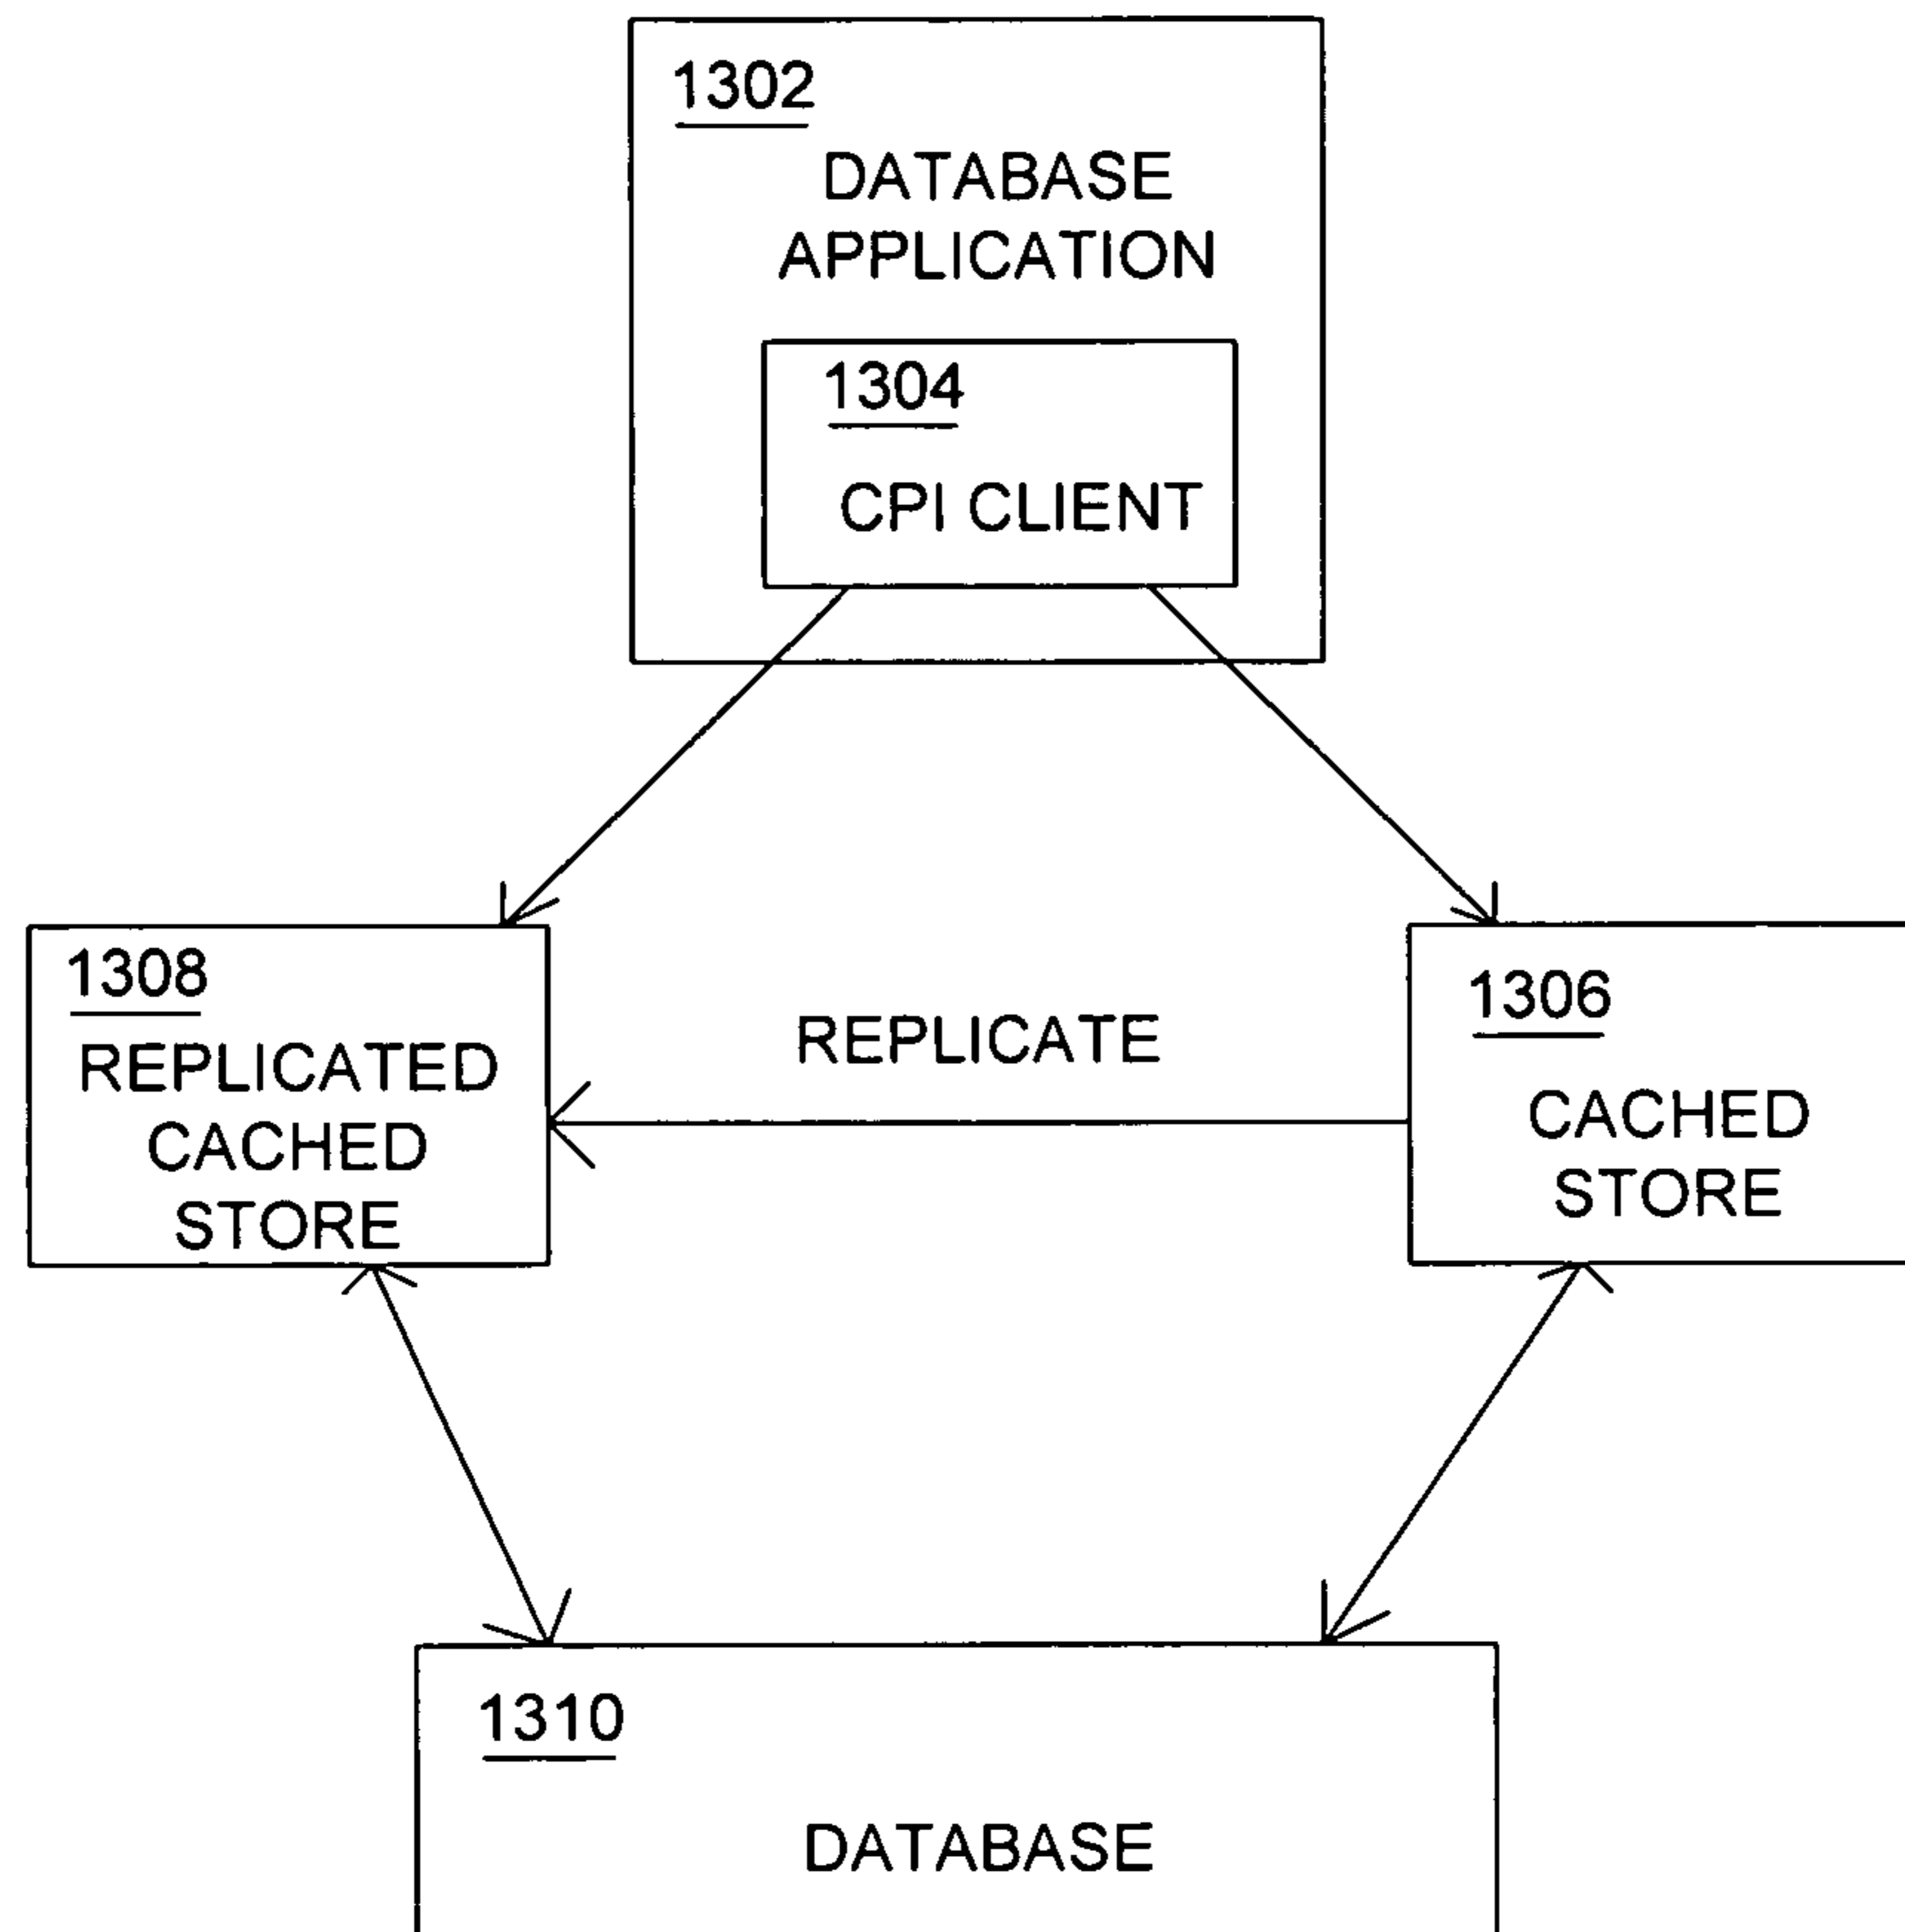 1302
DATABASE
APPLICATION
1304
CPI CLIENT
1308
REPLICATED
CACHED
STORE
REPLICATE
1306
CACHED
STORE
1310
DATABASE